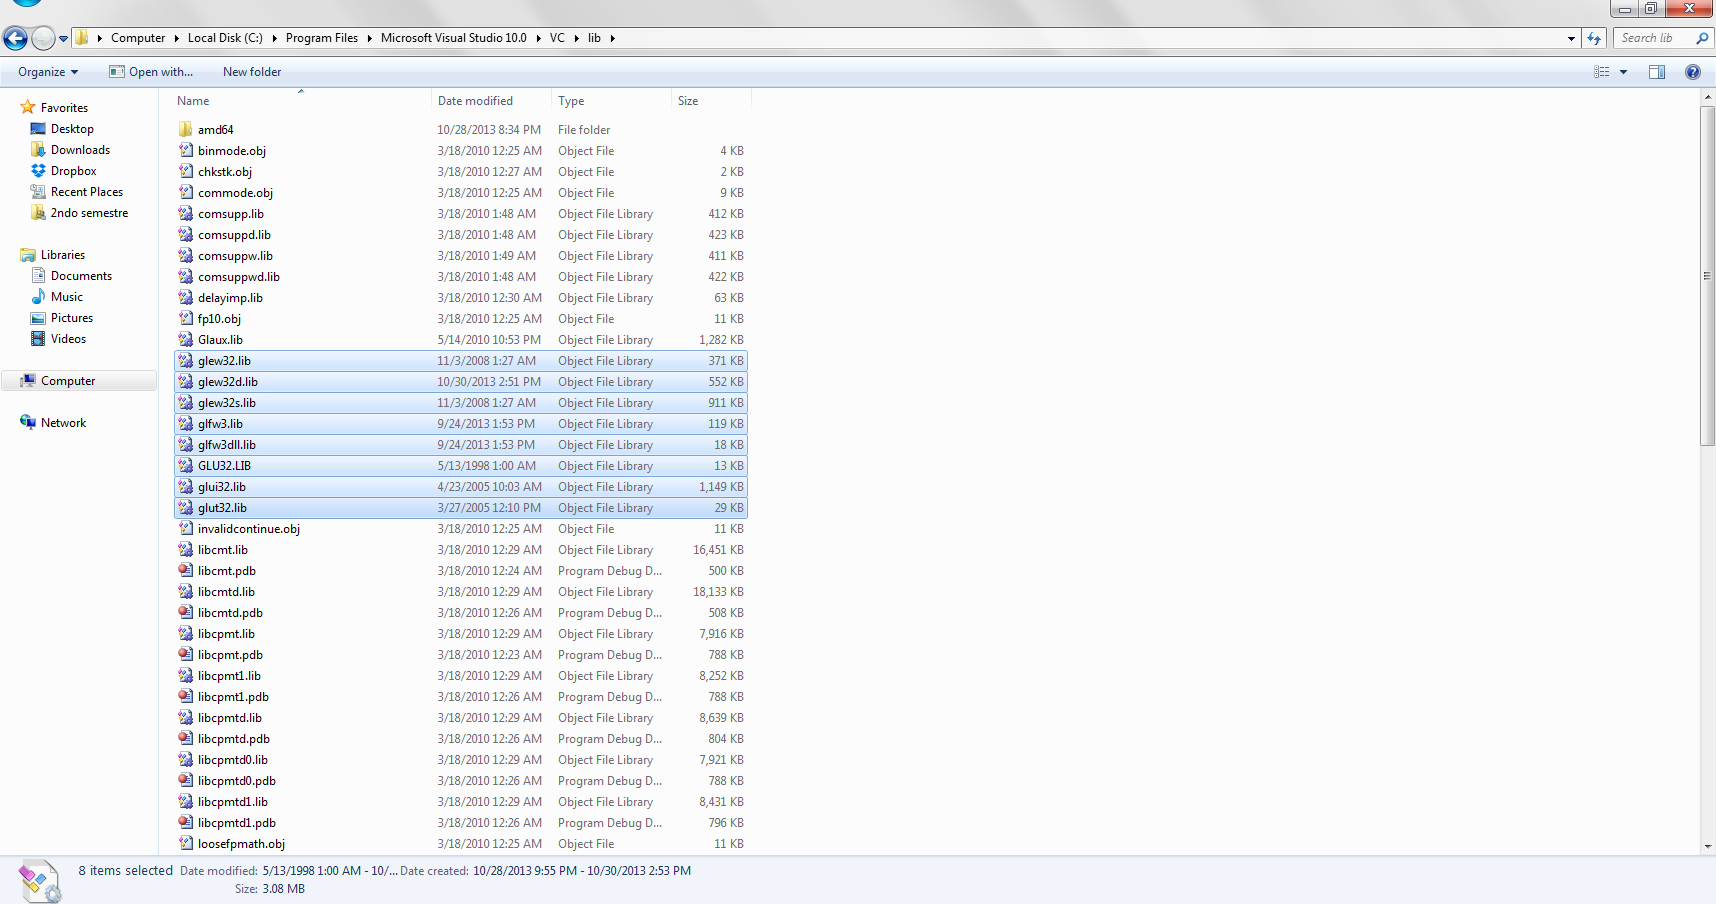 Computer Local Disk (C:) Program Files Microsoft Visual Studio 10.0 VC lib Search lib
Organize Open with... New folder
Favorites
Desktop
Downloads
Dropbox
Recent Places
2ndo semestre
Libraries
Documents
Music
Pictures
Videos
Computer
Network
Name Date modified Type Size
amd64 10/28/2013 8:34 PM File folder
binmode.obj 3/18/2010 12:25 AM Object File 4 KB
chkstk.obj 3/18/2010 12:27 AM Object File 2 KB
commode.obj 3/18/2010 12:25 AM Object File 9 KB
comsupp.lib 3/18/2010 1:48 AM Object File Library 412 KB
comsuppd.lib 3/18/2010 1:48 AM Object File Library 423 KB
comsuppw.lib 3/18/2010 1:49 AM Object File Library 411 KB
comsuppwd.lib 3/18/2010 1:48 AM Object File Library 422 KB
delayimp.lib 3/18/2010 12:30 AM Object File Library 63 KB
fp10.obj 3/18/2010 12:25 AM Object File 11 KB
Glaux.lib 5/14/2010 10:53 PM Object File Library 1,282 KB
glew32.lib 11/3/2008 1:27 AM Object File Library 371 KB
glew32d.lib 10/30/2013 2:51 PM Object File Library 552 KB
glew32s.lib 11/3/2008 1:27 AM Object File Library 911 KB
glfw3.lib 9/24/2013 1:53 PM Object File Library 119 KB
glfw3dll.lib 9/24/2013 1:53 PM Object File Library 18 KB
GLU32.LIB 5/13/1998 1:00 AM Object File Library 13 KB
glui32.lib 4/23/2005 10:03 AM Object File Library 1,149 KB
glut32.lib 3/27/2005 12:10 PM Object File Library 29 KB
invalidcontinue.obj 3/18/2010 12:25 AM Object File 11 KB
libcmt.lib 3/18/2010 12:29 AM Object File Library 16,451 KB
libcmt.pdb 3/18/2010 12:24 AM Program Debug D... 500 KB
libcmtd.lib 3/18/2010 12:29 AM Object File Library 18,133 KB
libcmtd.pdb 3/18/2010 12:26 AM Program Debug D... 508 KB
libcpmt.lib 3/18/2010 12:29 AM Object File Library 7,916 KB
libcpmt.pdb 3/18/2010 12:23 AM Program Debug D... 788 KB
libcpmt1.lib 3/18/2010 12:29 AM Object File Library 8,252 KB
libcpmt1.pdb 3/18/2010 12:26 AM Program Debug D... 788 KB
libcpmtd.lib 3/18/2010 12:29 AM Object File Library 8,639 KB
libcpmtd.pdb 3/18/2010 12:26 AM Program Debug D... 804 KB
libcpmtd0.lib 3/18/2010 12:29 AM Object File Library 7,921 KB
libcpmtd0.pdb 3/18/2010 12:26 AM Program Debug D... 788 KB
libcpmtd1.lib 3/18/2010 12:29 AM Object File Library 8,431 KB
libcpmtd1.pdb 3/18/2010 12:26 AM Program Debug D... 796 KB
loosefpmath.obj 3/18/2010 12:25 AM Object File 11 KB
8 items selected Date modified: 5/13/1998 1:00 AM - 10/... Date created: 10/28/2013 9:55 PM - 10/30/2013 2:53 PM
Size: 3.08 MB